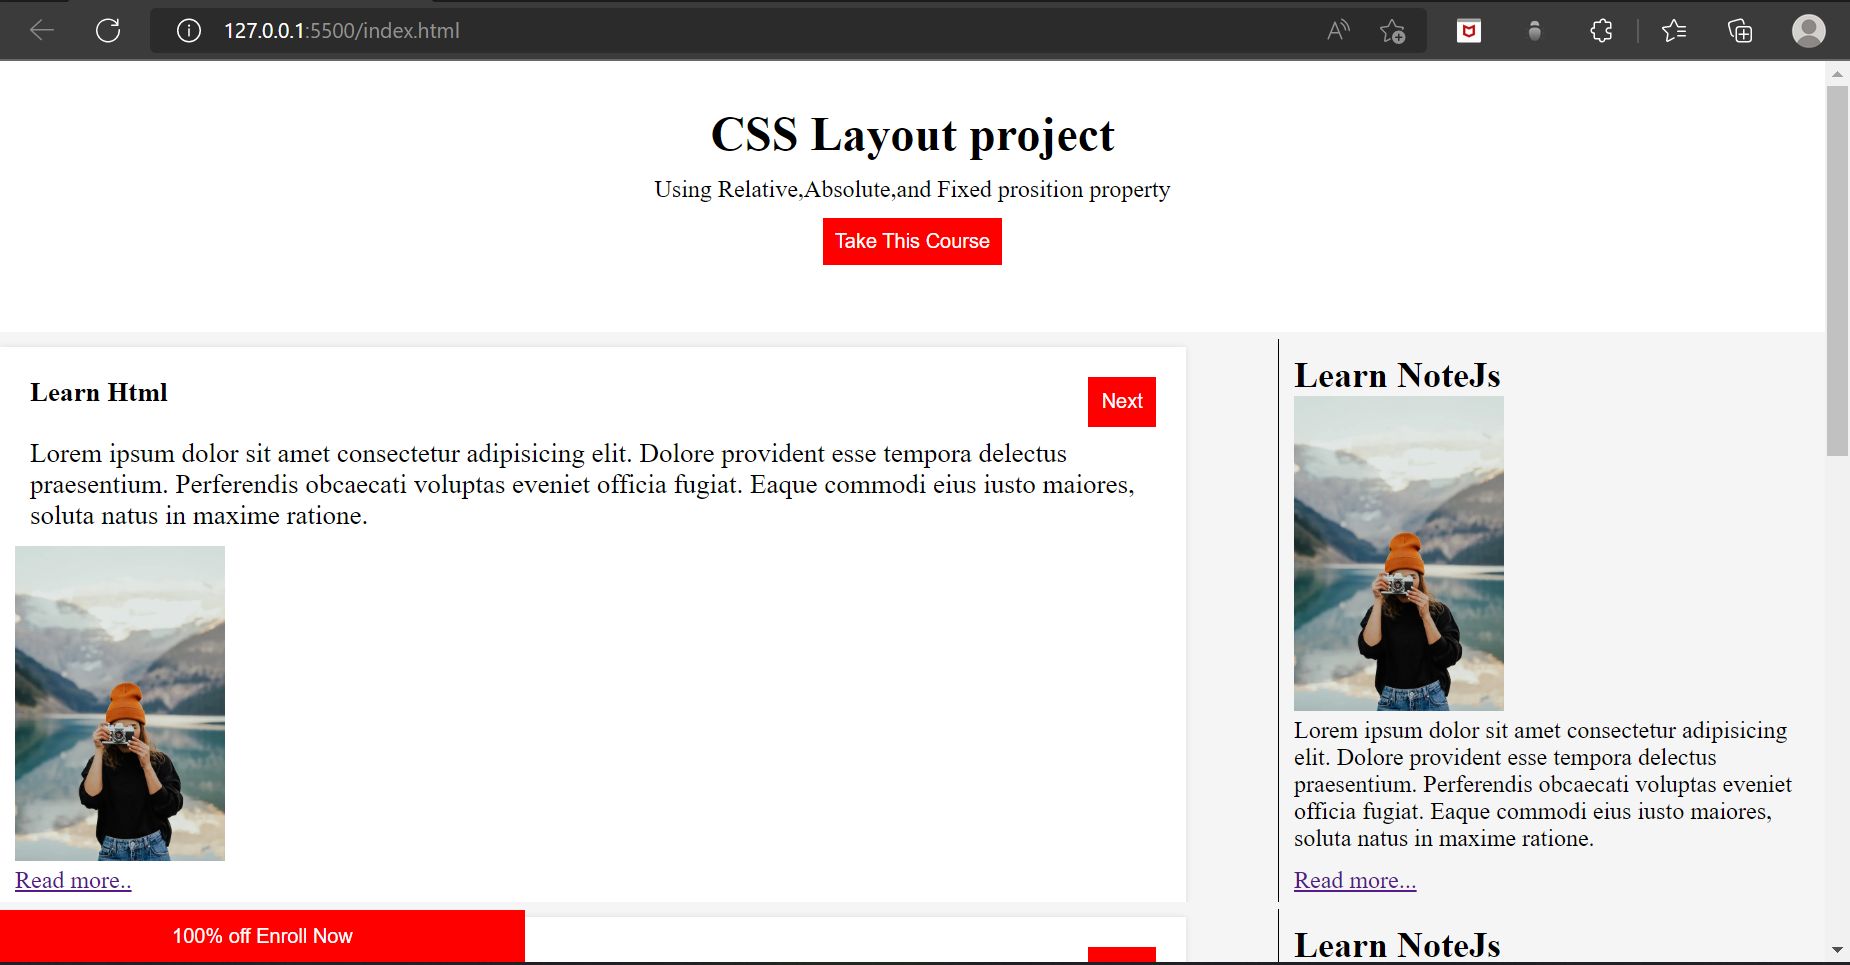 127.0.0.1:5500/index.html
CSS Layout project
Using Relative,Absolute,and Fixed prosition property
Take This Course
Learn Html
Next
Lorem ipsum dolor sit amet consectetur adipisicing elit. Dolore provident esse tempora delectus
praesentium. Perferendis obcaecati voluptas eveniet officia fugiat. Eaque commodi eius iusto maiores,
soluta natus in maxime ratione.
Read more..
Learn NoteJs
Lorem ipsum dolor sit amet consectetur adipisicing
elit. Dolore provident esse tempora delectus
praesentium. Perferendis obcaecati voluptas eveniet
officia fugiat. Eaque commodi eius iusto maiores,
soluta natus in maxime ratione.
Read more...
100% off Enroll Now
Learn NoteJs